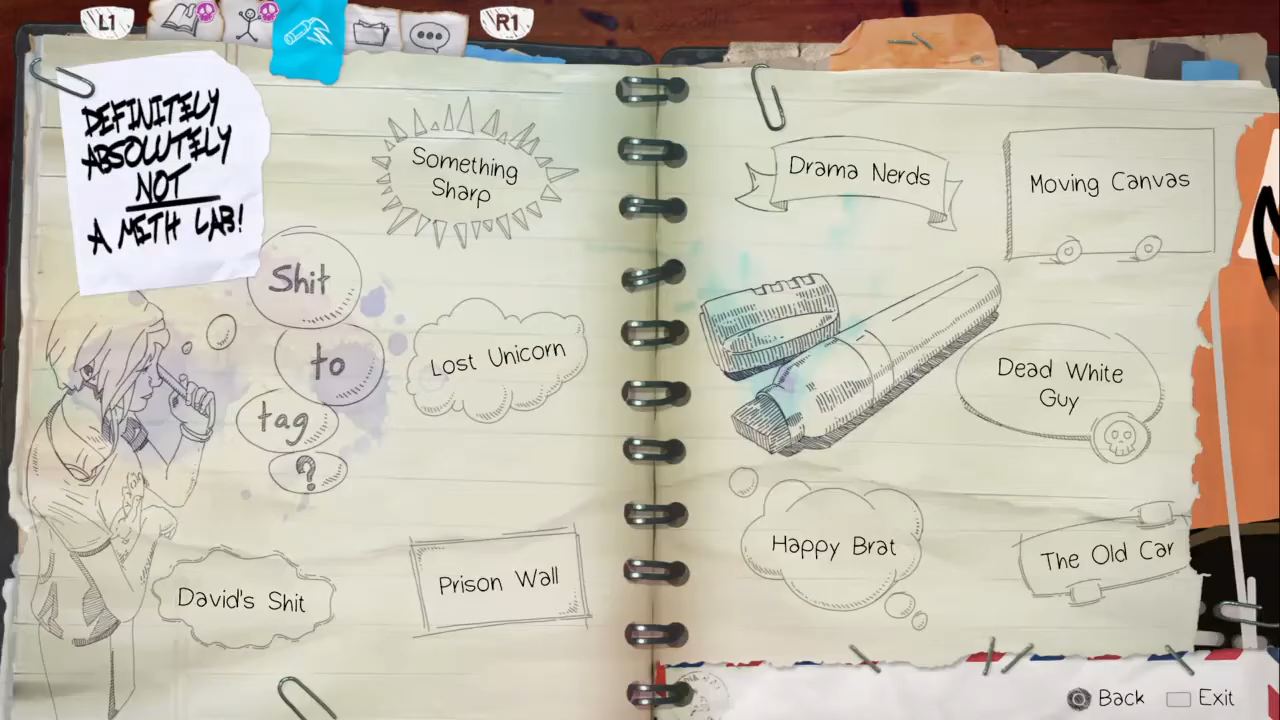 L1
R1
DEFINITELY
ABSOLUTELY
NOT
A METH LAB!
Something
Sharp
Shit
to
tag
?
Lost Unicorn
David's Shit
Prison Wall
Drama Nerds
Moving Canvas
Dead White
Guy
Happy Brat
The Old Car
Back
Exit